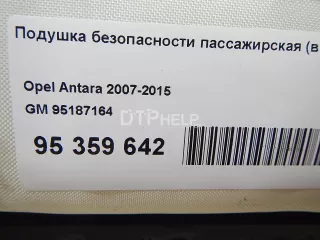 Подушка безопасности пассажирская (в
Opel Antara 2007-2015
GM 95187164
DTPHELP
95 359 642